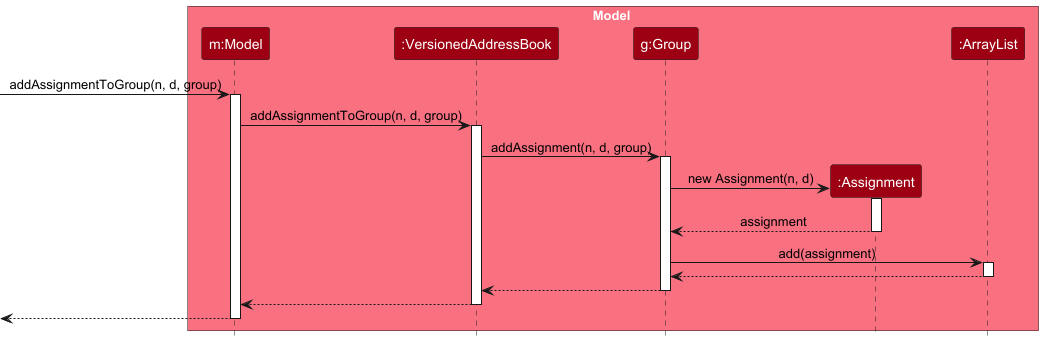 Model
m:Model
:VersionedAddressBook
g:Group
:ArrayList
addAssignmentToGroup(n, d, group)
addAssignmentToGroup(n, d, group)
addAssignment(n, d, group)
new Assignment(n, d)
:Assignment
assignment
add(assignment)